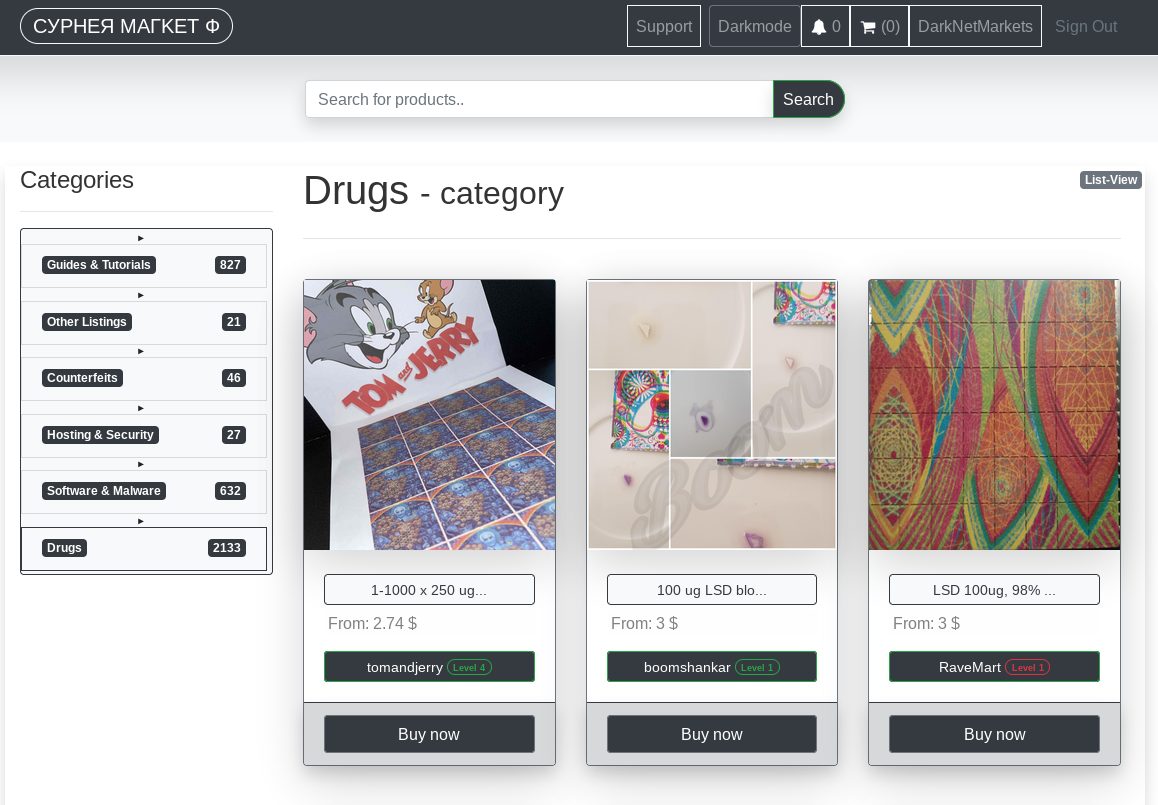 СУРНЕЯ МАГКЕТ Ф
Support
Darkmode
0
(0)
DarkNetMarkets
Sign Out
Search for products..
Search
Categories
Guides & Tutorials 827
Other Listings 21
Counterfeits 46
Hosting & Security 27
Software & Malware 632
Drugs 2133
Drugs - category
List-View
TOM and JERRY
1-1000 x 250 ug...
From: 2.74 $
tomandjerry Level 4
Buy now
Boom
100 ug LSD blo...
From: 3 $
boomshankar Level 1
Buy now
LSD 100ug, 98% ...
From: 3 $
RaveMart Level 1
Buy now